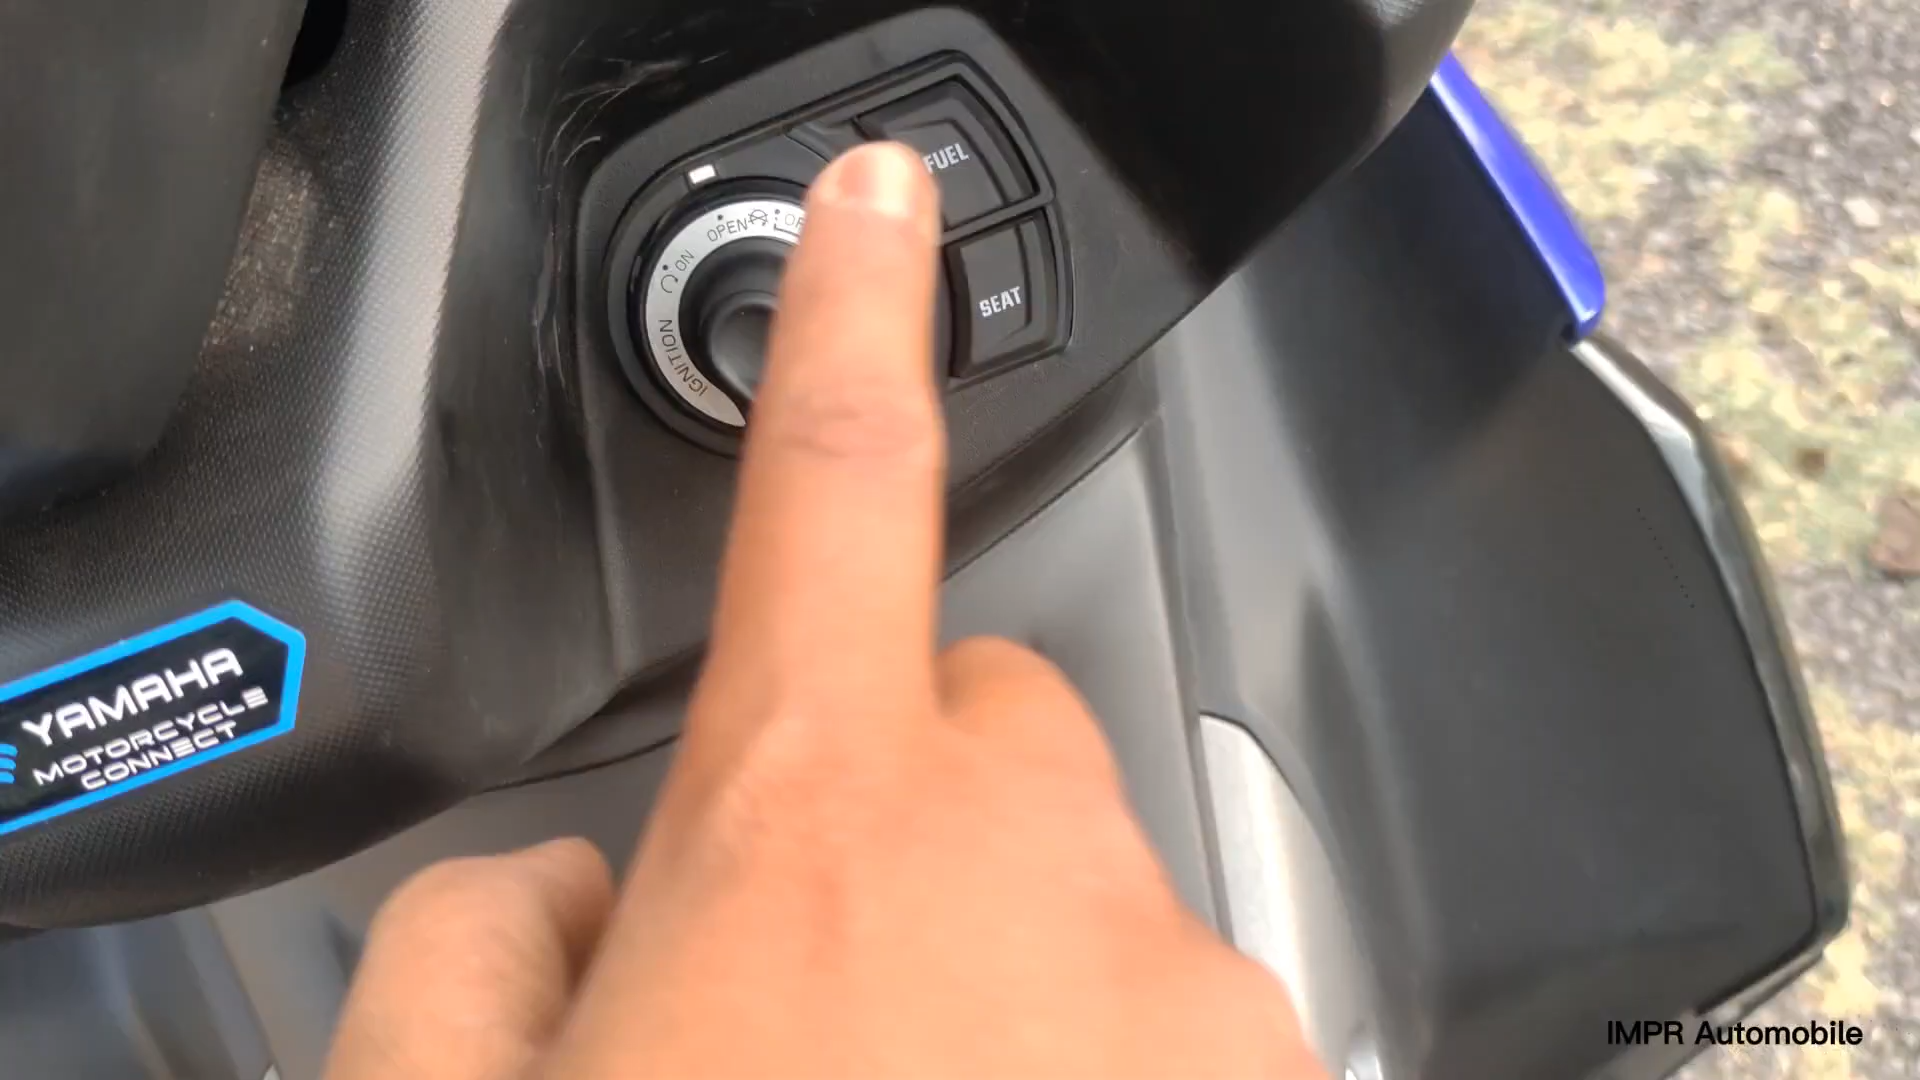 FUEL
OPEN
ON
IGNITION
SEAT
YAMAHA
MOTORCYCLE
CONNECT
IMPR Automobile